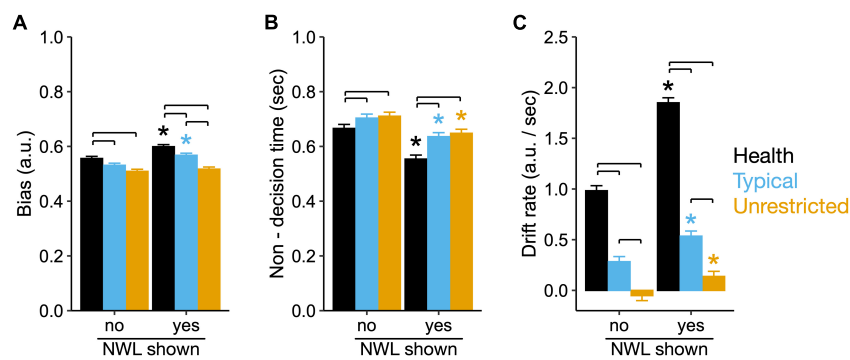 A
B
C
Bias (a.u.)
1.0
0.8
0.6
0.4
0.2
0.0
* *
no yes
NWL shown
Non - decision time (sec)
1.0
0.8
0.6
0.4
0.2
0.0
* * *
no yes
NWL shown
Drift rate (a.u. / sec)
2.5
2.0
1.5
1.0
0.5
0.0
* * *
no yes
NWL shown
Health
Typical
Unrestricted